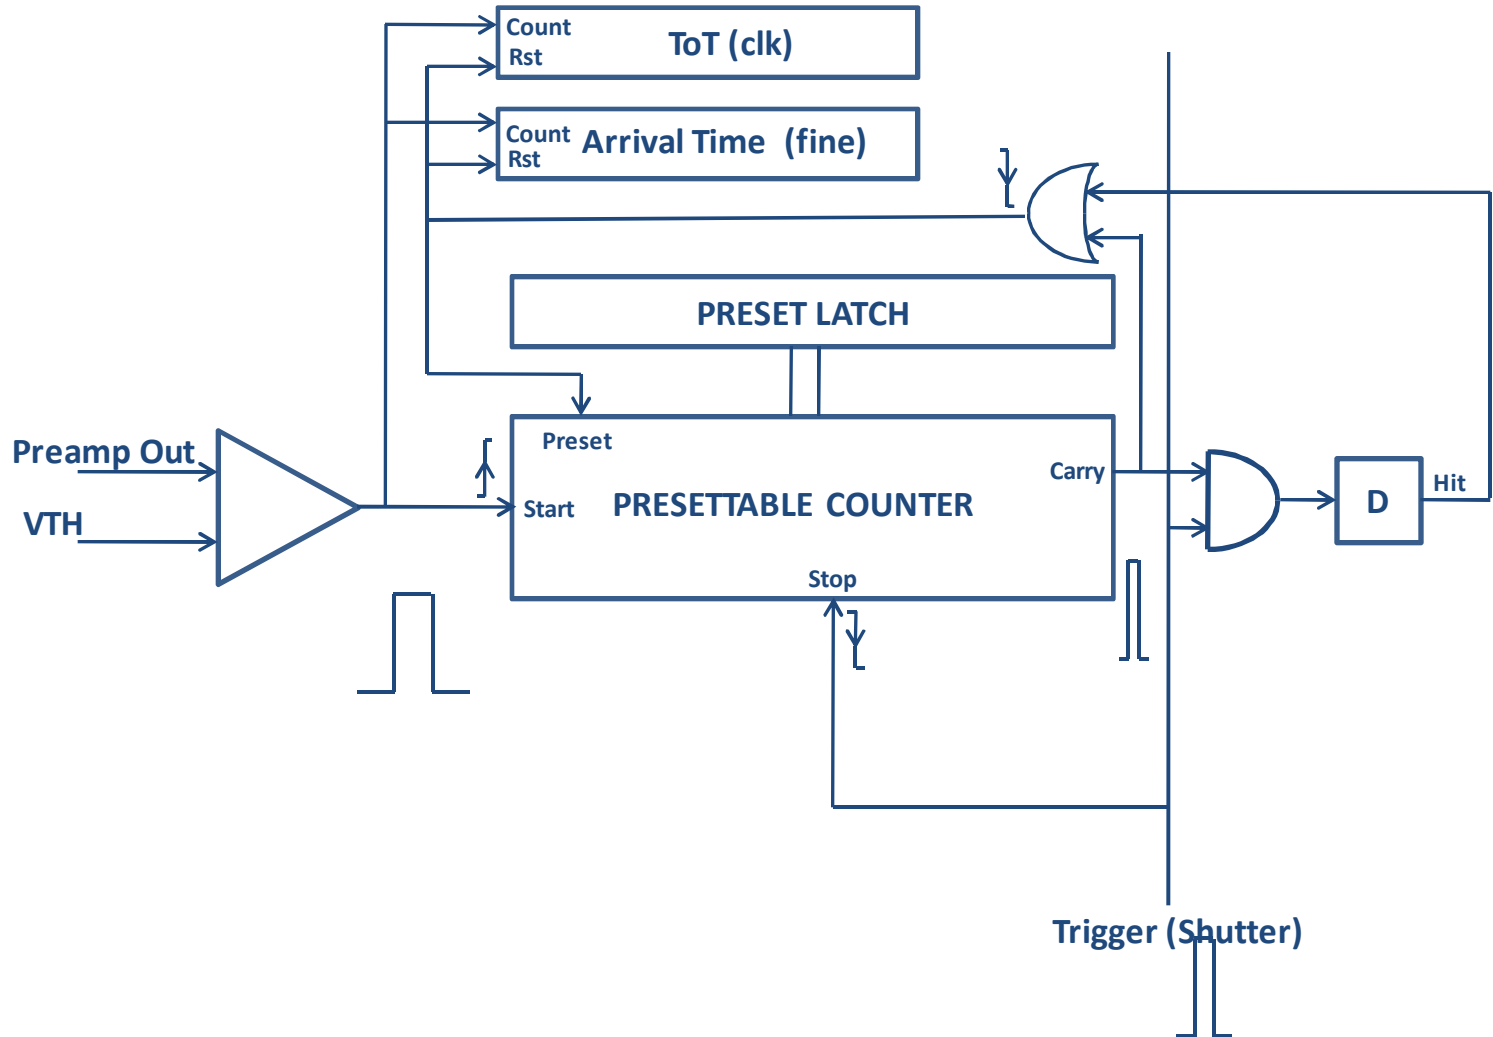 Count
ToT (clk)
Rst
Count
Arrival Time (fine)
Rst
PRESET LATCH
Preamp Out
Preset
Carry
Hit
VTH
Start
PRESETTABLE COUNTER
D
Stop
Trigger (Shutter)